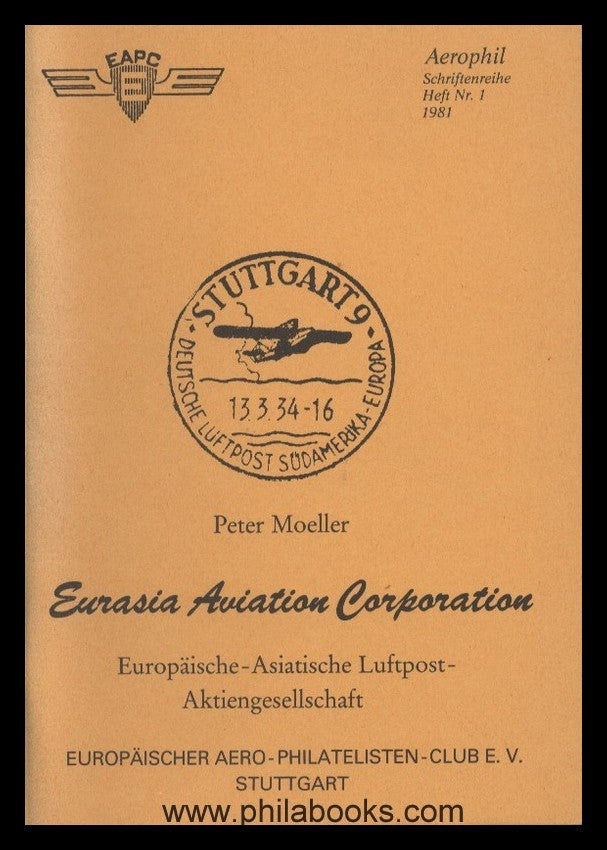 EAPC
Aerophil
Schriftenreihe
Heft Nr. 1
1981
STUTTGART 9
13.3.34-16
DEUTSCHE LUFTPOST SÜDAMERIKA-EUROPA
Peter Moeller
Eurasia Aviation Corporation
Europäische-Asiatische Luftpost-
Aktiengesellschaft
EUROPÄISCHER AERO-PHILATELISTEN-CLUB E. V.
STUTTGART
www.philabooks.com